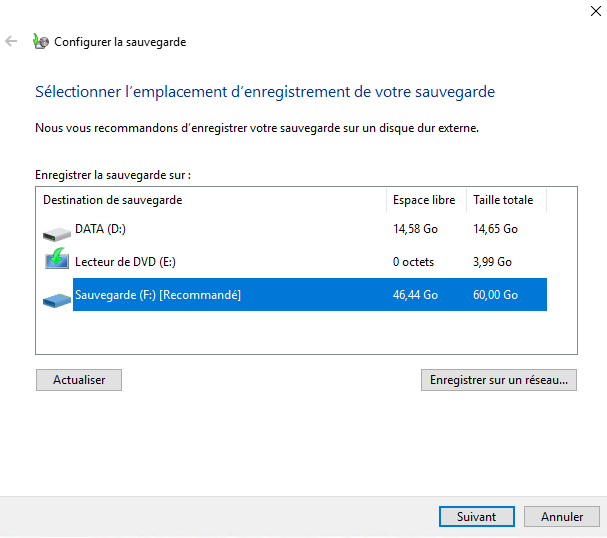 Configurer la sauvegarde
Sélectionner l'emplacement d'enregistrement de votre sauvegarde
Nous vous recommandons d'enregistrer votre sauvegarde sur un disque dur externe.
Enregistrer la sauvegarde sur :
Destination de sauvegarde Espace libre Taille totale
DATA (D:) 14,58 Go 14,65 Go
Lecteur de DVD (E:) 0 octets 3,99 Go
Sauvegarde (F:) [Recommandé] 46,44 Go 60,00 Go
Actualiser Enregistrer sur un réseau...
Suivant Annuler